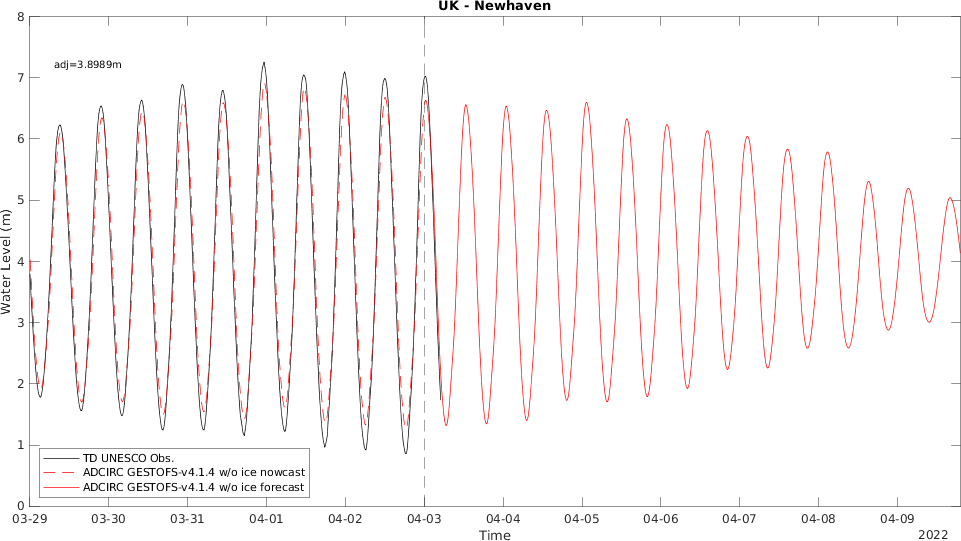 UK - Newhaven
adj=3.8989m
Water Level (m)
8
7
6
5
4
3
2
1
0
TD UNESCO Obs.
ADCIRC GESTOFS-v4.1.4 w/o ice nowcast
ADCIRC GESTOFS-v4.1.4 w/o ice forecast
03-29 03-30 03-31 04-01 04-02 04-03 04-04 04-05 04-06 04-07 04-08 04-09
Time
2022